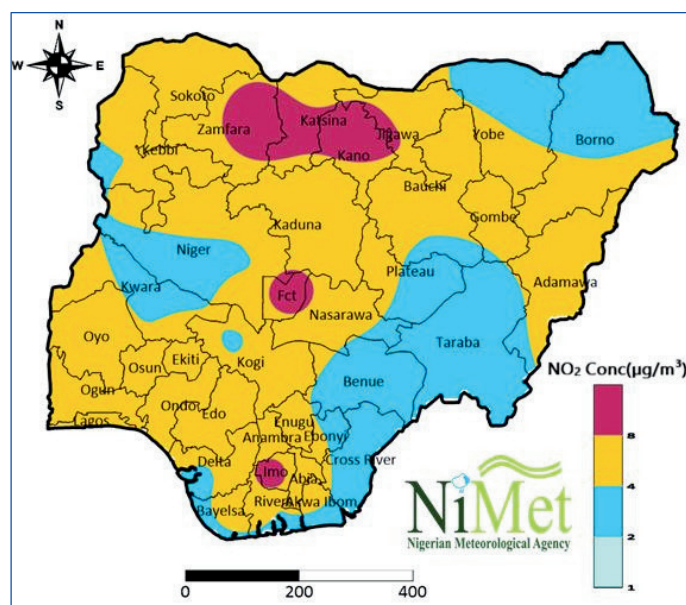 N
W E
S
Sokoto
Katsina
Zamfara
Jigawa
Yobe
Borno
Kebbi
Kano
Bauchi
Gombe
Kaduna
Niger
Plateau
Adamawa
Kwara
Fct
Nasarawa
Oyo
Taraba
Ekiti
Kogi
Osun
Benue
Ogun
Ondo
Edo
Enugu
Lagos
Anambra
Ebonyi
Delta
Cross River
Imo
Abia
Bayelsa
Rivers
Akwa Ibom
NO₂ Conc(µg/m³)
8
4
2
1
NiMet
Nigerian Meteorological Agency
0 200 400